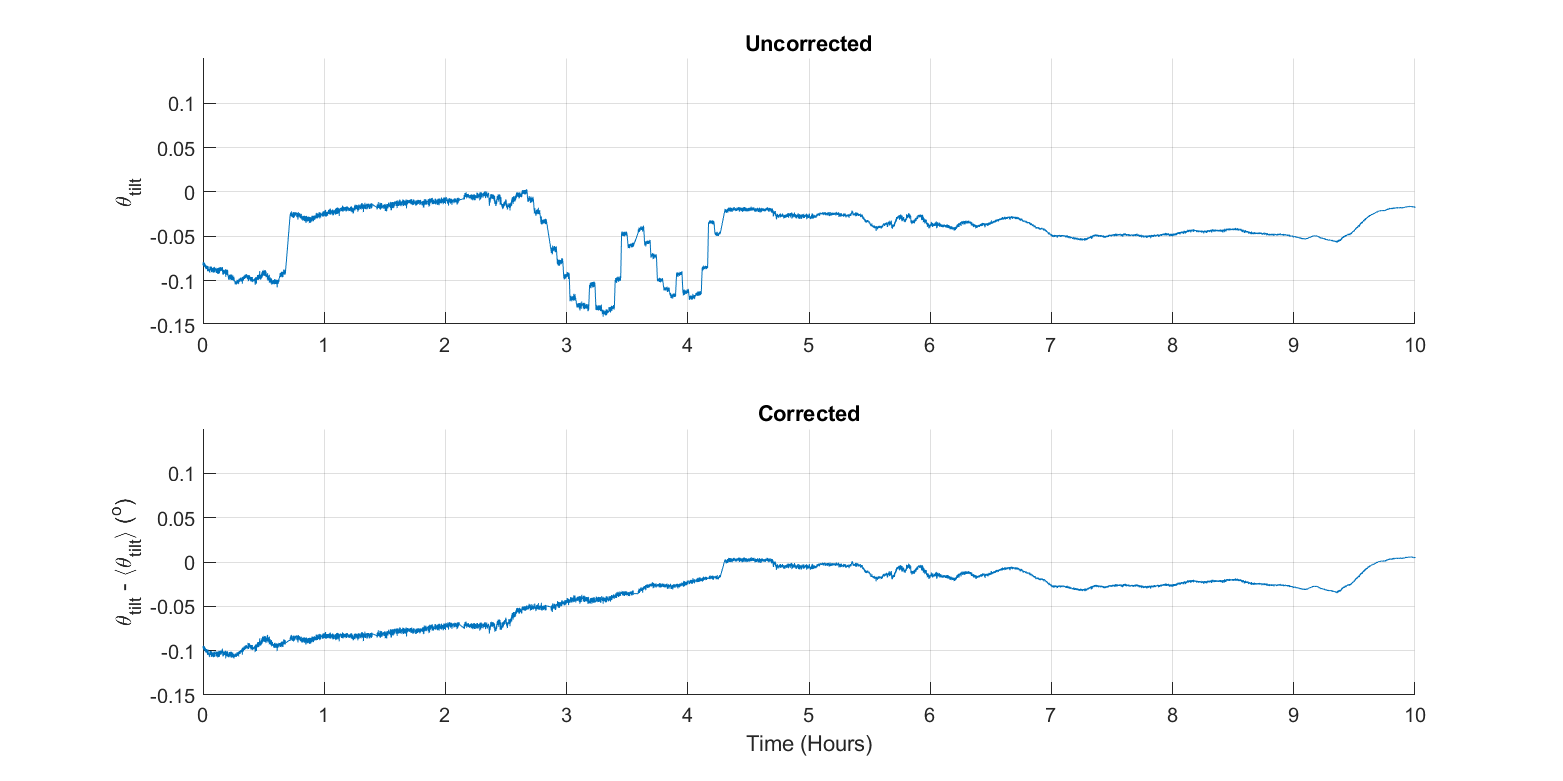 Uncorrected
0.1
0.05
0
-0.05
-0.1
-0.15
θtilt
0 1 2 3 4 5 6 7 8 9 10
Corrected
0.1
0.05
0
-0.05
-0.1
-0.15
θtilt - ⟨θtilt⟩ (o)
0 1 2 3 4 5 6 7 8 9 10
Time (Hours)